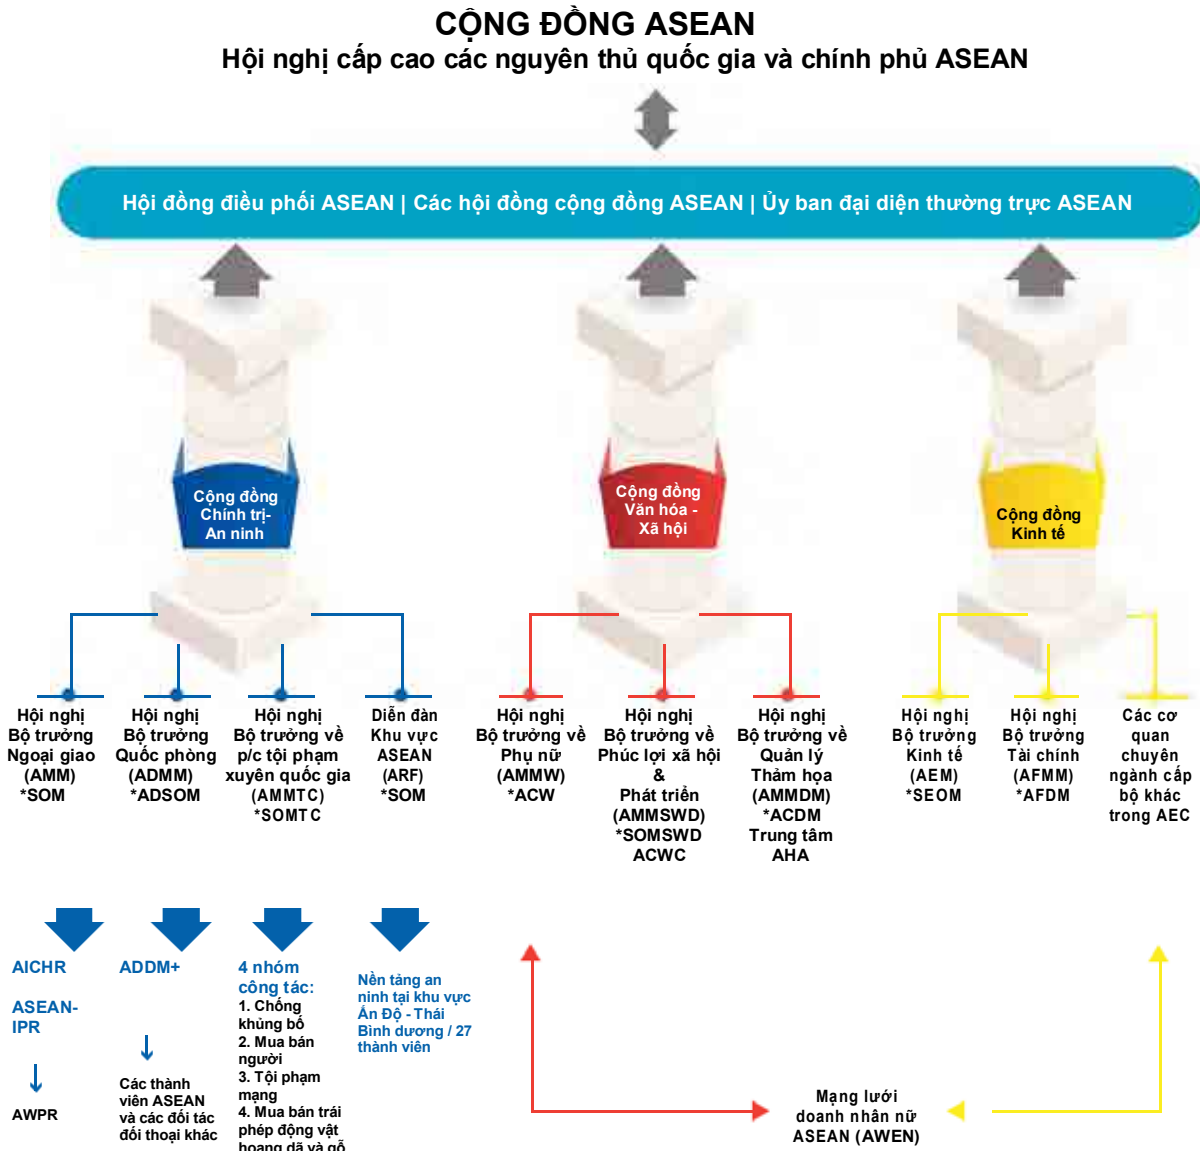 CỘNG ĐỒNG ASEAN
Hội nghị cấp cao các nguyên thủ quốc gia và chính phủ ASEAN
Hội đồng điều phối ASEAN | Các hội đồng cộng đồng ASEAN | Ủy ban đại diện thường trực ASEAN
Cộng đồng
Chính trị-
An ninh
Cộng đồng
Văn hóa -
Xã hội
Cộng đồng
Kinh tế
Hội nghị
Bộ trưởng
Ngoại giao
(AMM)
*SOM
Hội nghị
Bộ trưởng
Quốc phòng
(ADMM)
*ADSOM
Hội nghị
Bộ trưởng về
p/c tội phạm
xuyên quốc gia
(AMMTC)
*SOMTC
Diễn đàn
Khu vực
ASEAN
(ARF)
*SOM
Hội nghị
Bộ trưởng về
Phụ nữ
(AMMW)
*ACW
Hội nghị
Bộ trưởng về
Phúc lợi xã hội
&
Phát triển
(AMMSWD)
*SOMSWD
ACWC
Hội nghị
Bộ trưởng về
Quản lý
Thảm họa
(AMMDM)
*ACDM
Trung tâm
AHA
Hội nghị
Bộ trưởng
Kinh tế
(AEM)
*SEOM
Hội nghị
Bộ trưởng
Tài chính
(AFMM)
*AFDM
Các cơ
quan
chuyên
ngành cấp
bộ khác
trong AEC
AICHR
ASEAN-
IPR
AWPR
ADDM+
Các thành
viên ASEAN
và các đối tác
đối thoại khác
4 nhóm
công tác:
1. Chống
khủng bố
2. Mua bán
người
3. Tội phạm
mạng
4. Mua bán trái
phép động vật
hoang dã và gỗ
Nền tảng an
ninh tại khu vực
Ấn Độ - Thái
Bình dương / 27
thành viên
Mạng lưới
doanh nhân nữ
ASEAN (AWEN)